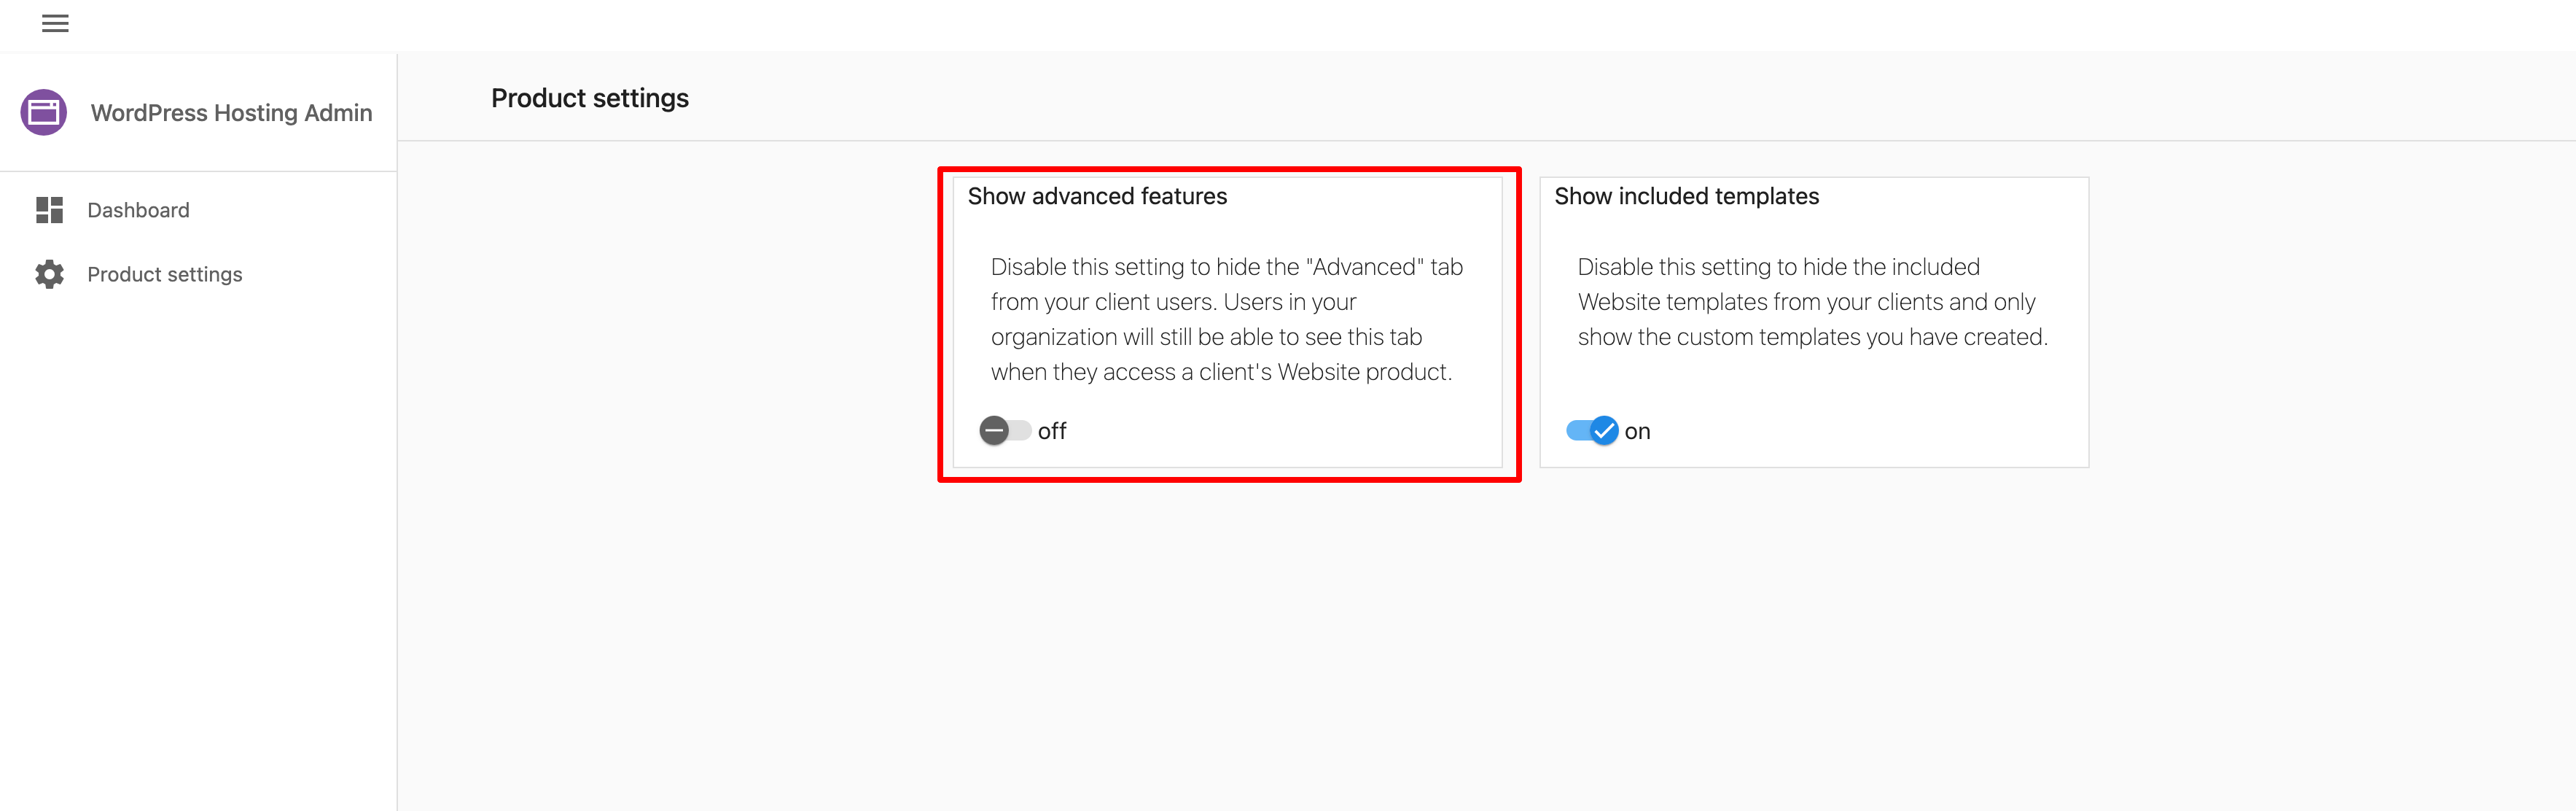 WordPress Hosting Admin
Dashboard
Product settings
Product settings
Show advanced features
Disable this setting to hide the "Advanced" tab
from your client users. Users in your
organization will still be able to see this tab
when they access a client's Website product.
off
Show included templates
Disable this setting to hide the included
Website templates from your clients and only
show the custom templates you have created.
on